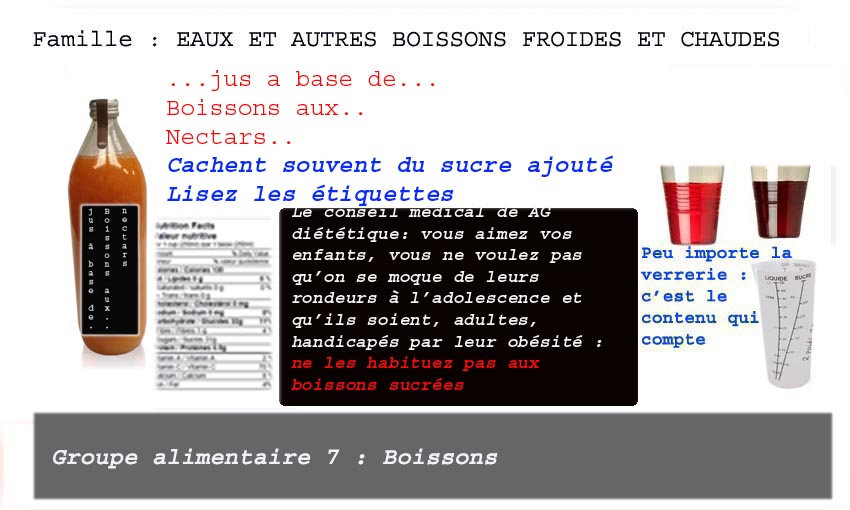 Famille : EAUX ET AUTRES BOISSONS FROIDES ET CHAUDES
...jus a base de...
Boissons aux..
Nectars..
Cachent souvent du sucre ajouté
Lisez les étiquettes
jus à base de..
Boissons aux..
nectars
utrition Facts
aleur nutritive
Le conseil médical de AG
diététique: vous aimez vos
enfants, vous ne voulez pas
qu’on se moque de leurs
rondeurs à l’adolescence et
qu’ils soient, adultes,
handicapés par leur obésité :
ne les habituez pas aux
boissons sucrées
Peu importe la
verrerie :
c’est le
contenu qui
compte
LIQUIDE SUCRE
Groupe alimentaire 7 : Boissons